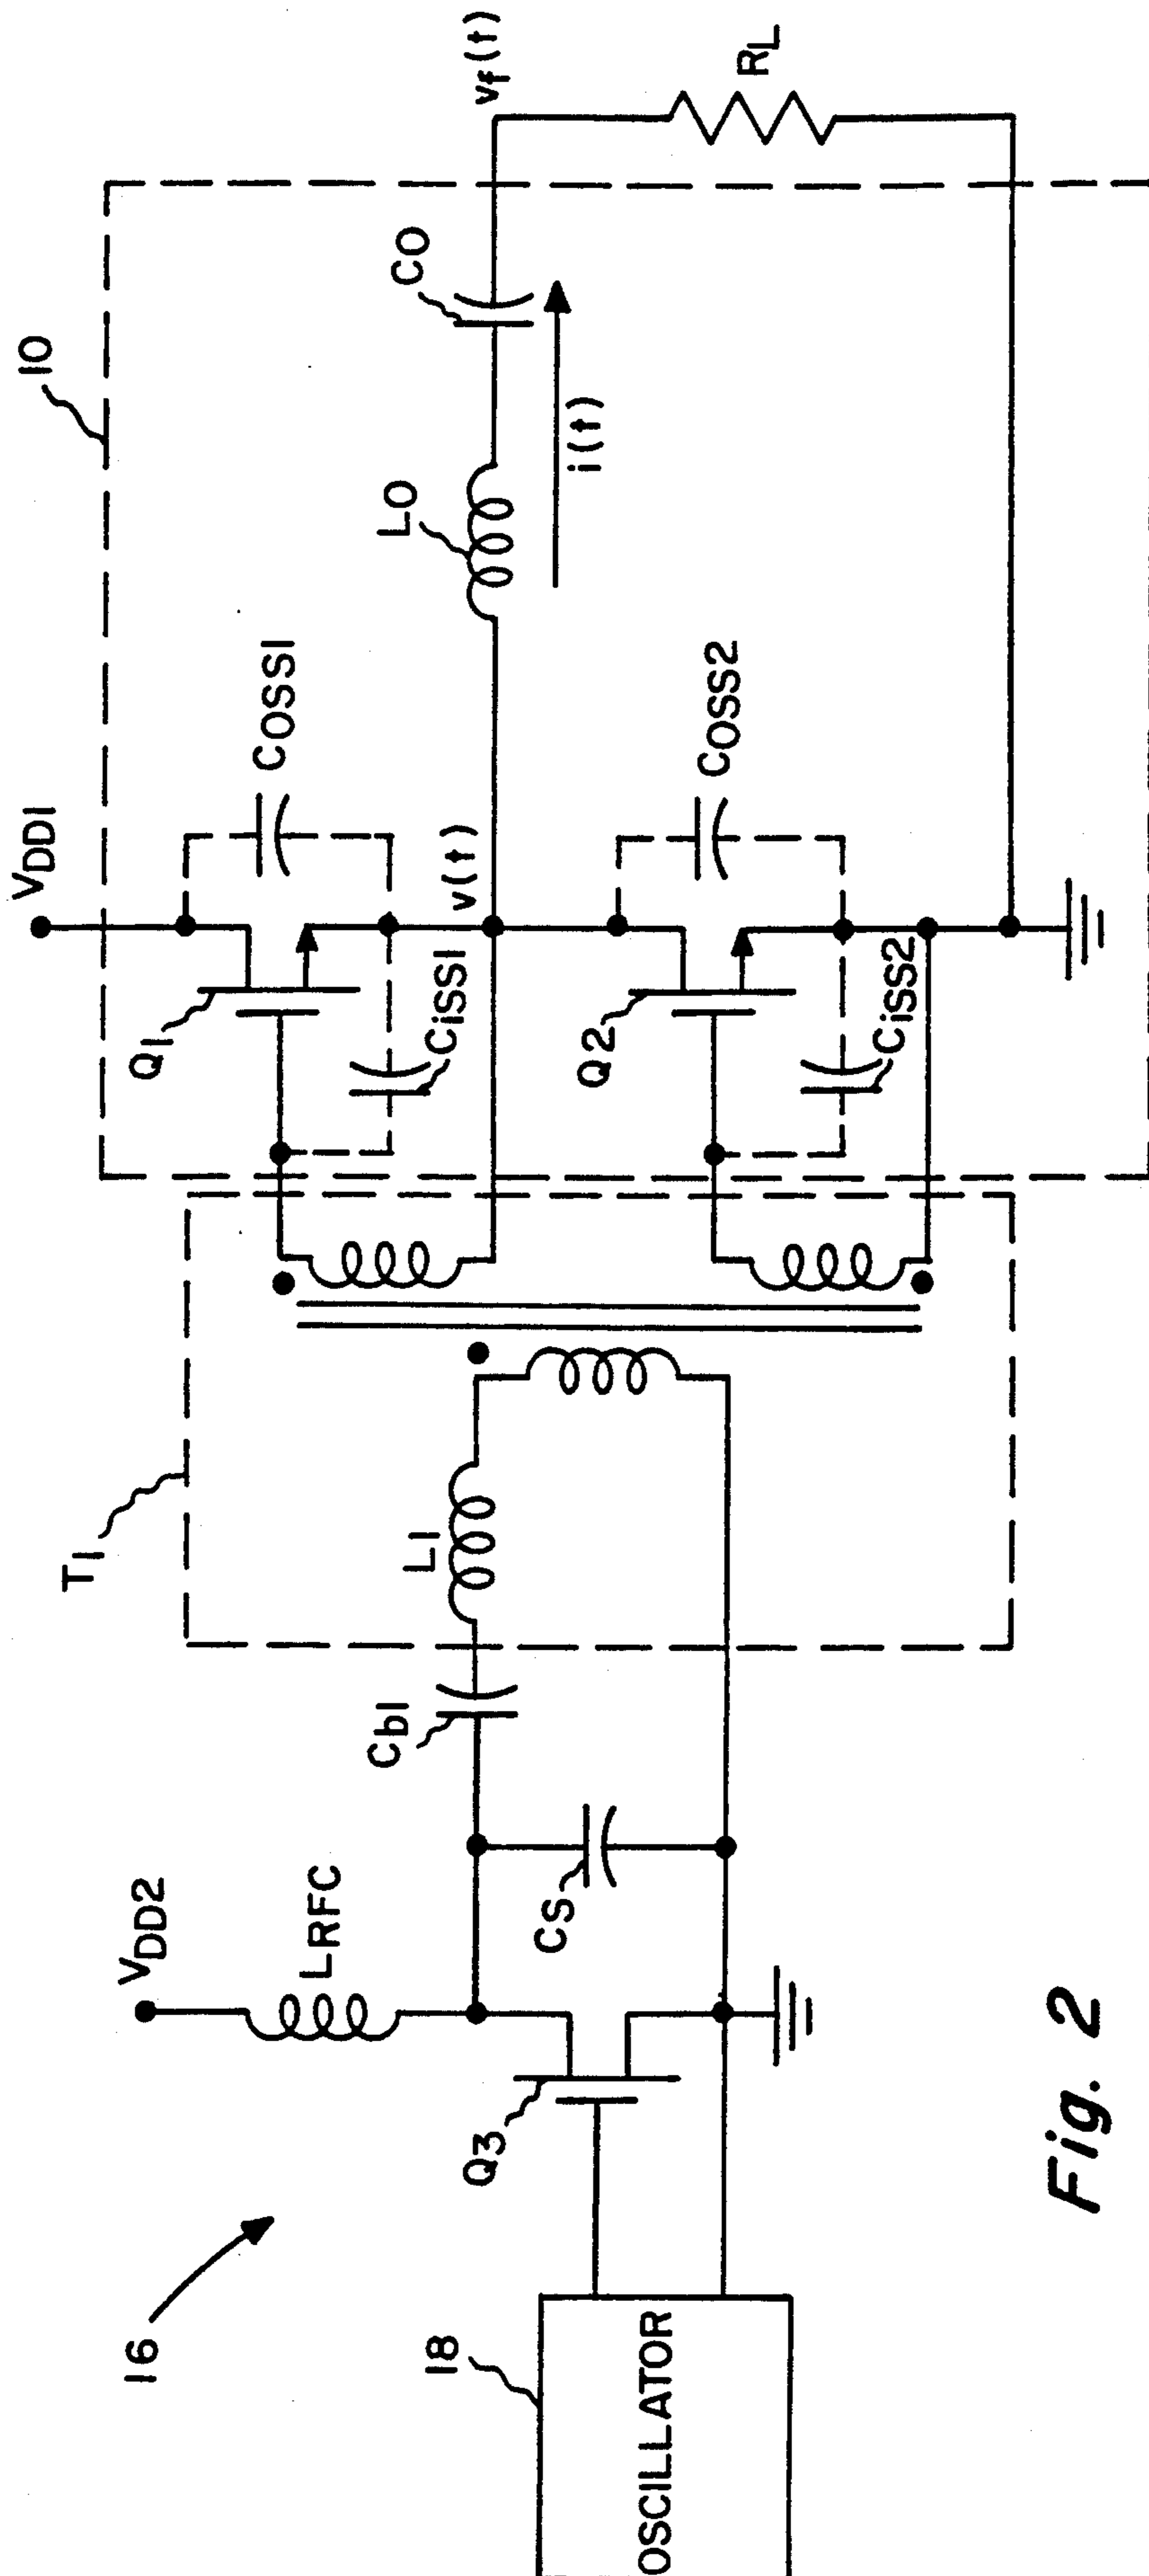 16
18
OSCILLATOR
Q3
VDD2
LRFC
CS
Cb1
T1
L1
Q1
CiSS1
VDD1
COSS1
v(t)
Q2
CiSS2
COSS2
10
LO
i(t)
CO
vf(t)
RL
Fig. 2